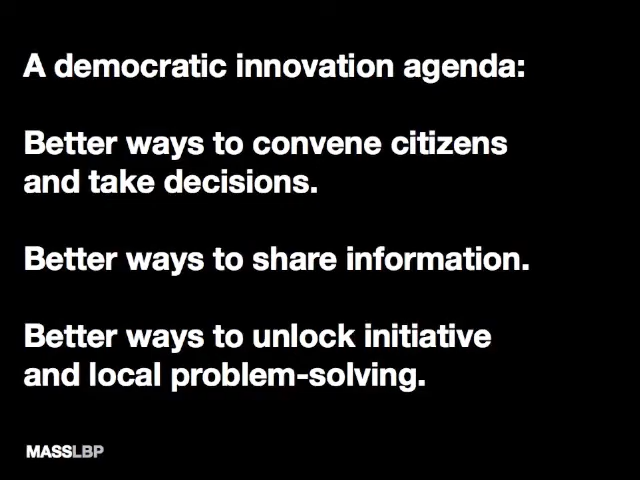 A democratic innovation agenda:
Better ways to convene citizens
and take decisions.
Better ways to share information.
Better ways to unlock initiative
and local problem-solving.
MASSLBP